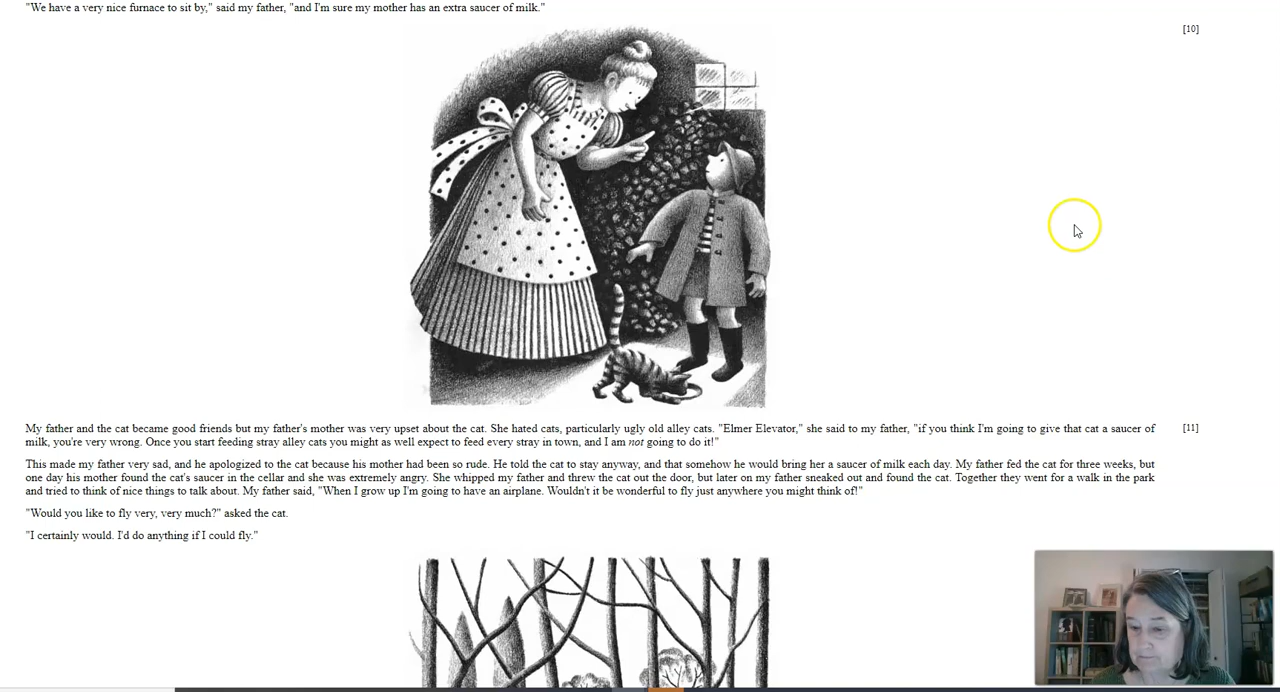 "We have a very nice furnace to sit by," said my father, "and I'm sure my mother has an extra saucer of milk."
[10]
My father and the cat became good friends but my father's mother was very upset about the cat. She hated cats, particularly ugly old alley cats. "Elmer Elevator," she said to my father, "if you think I'm going to give that cat a saucer of
[11]
milk, you're very wrong. Once you start feeding stray alley cats you might as well expect to feed every stray in town, and I am not going to do it!"
This made my father very sad, and he apologized to the cat because his mother had been so rude. He told the cat to stay anyway, and that somehow he would bring her a saucer of milk each day. My father fed the cat for three weeks, but
one day his mother found the cat's saucer in the cellar and she was extremely angry. She whipped my father and threw the cat out the door, but later on my father sneaked out and found the cat. Together they went for a walk in the park
and tried to think of nice things to talk about. My father said, "When I grow up I'm going to have an airplane. Wouldn't it be wonderful to fly just anywhere you might think of!"
"Would you like to fly very, very much?" asked the cat.
"I certainly would. I'd do anything if I could fly."